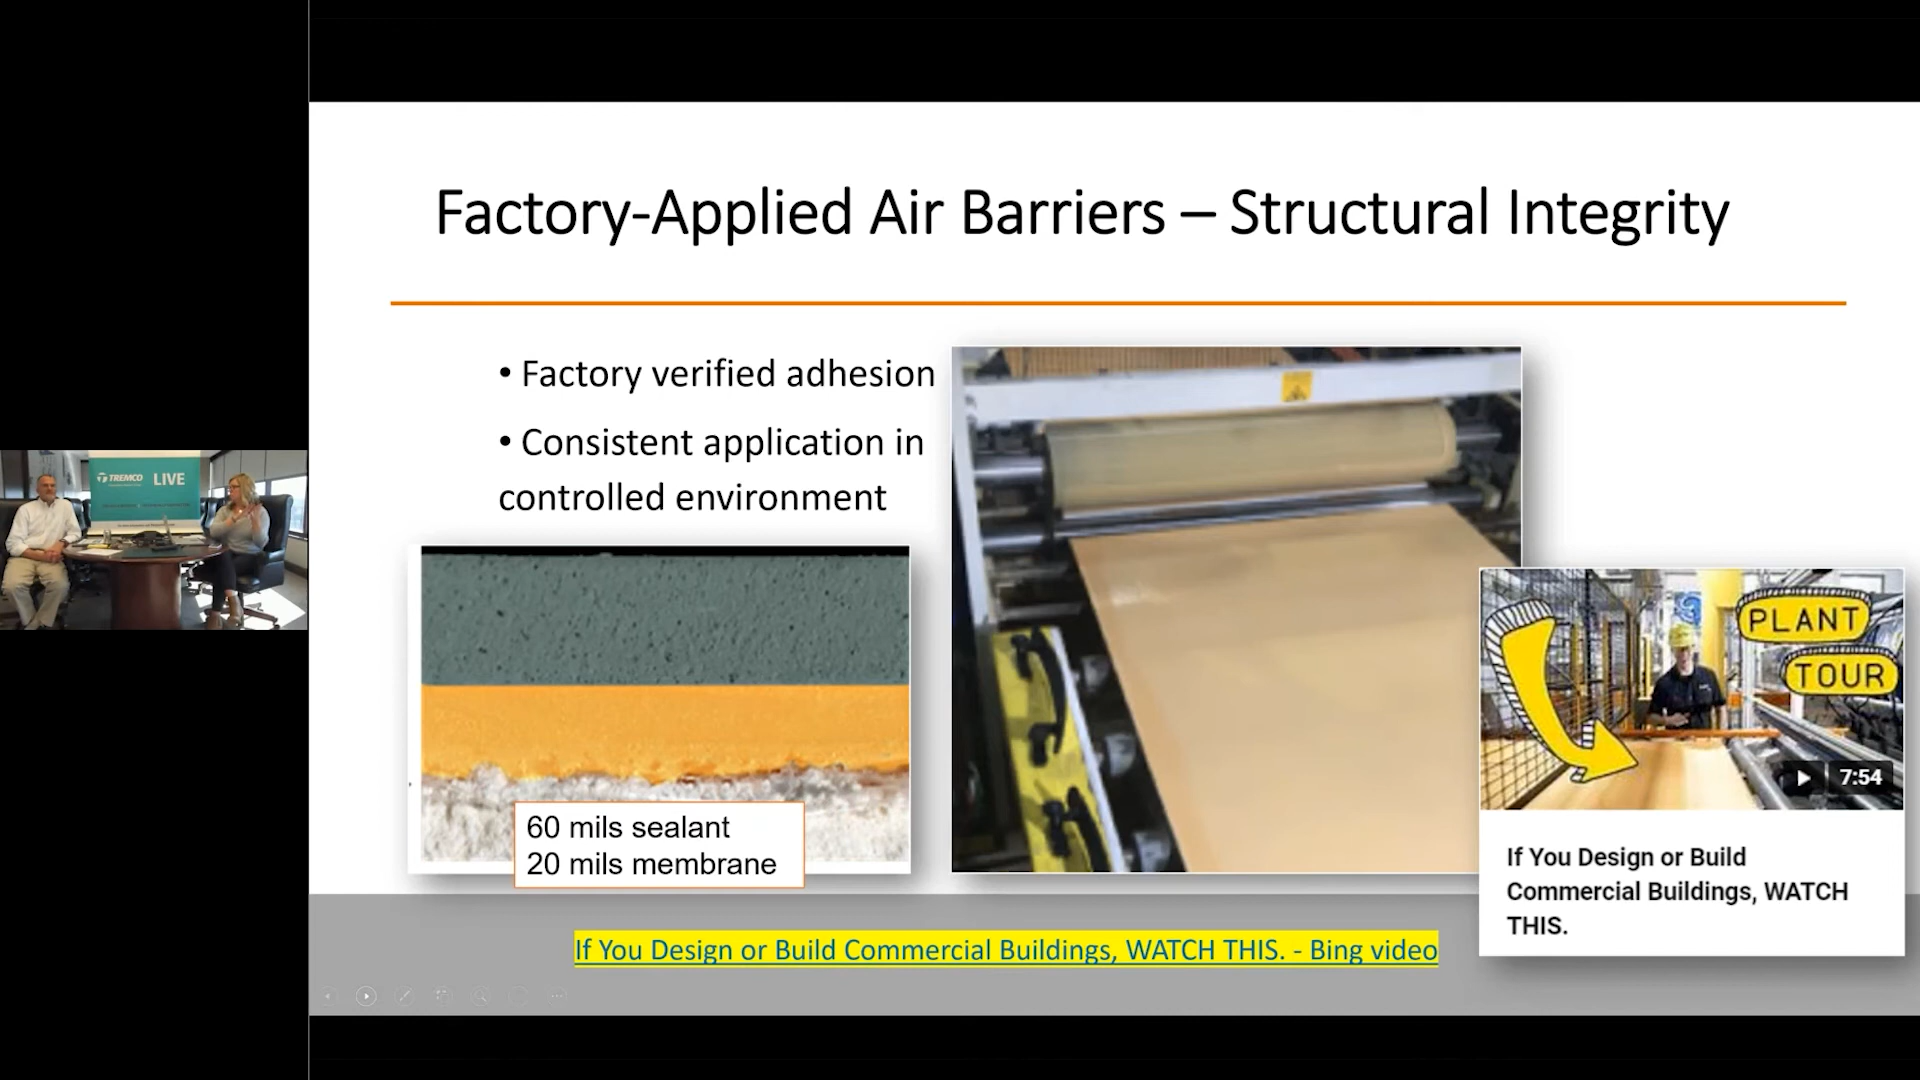 Factory-Applied Air Barriers – Structural Integrity
• Factory verified adhesion
• Consistent application in
controlled environment
TREMCO LIVE
60 mils sealant
20 mils membrane
PLANT
TOUR
7:54
If You Design or Build
Commercial Buildings, WATCH
THIS.
If You Design or Build Commercial Buildings, WATCH THIS. - Bing video